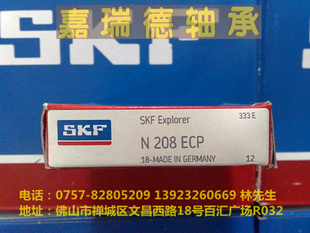 嘉瑞德轴承
SKF
SKF Explorer
333 E
SKF
N 208 ECP
18-MADE IN GERMANY
12
电话：0757-82805209 13923260669 林先生
地址：佛山市禅城区文昌西路18号百汇广场R032